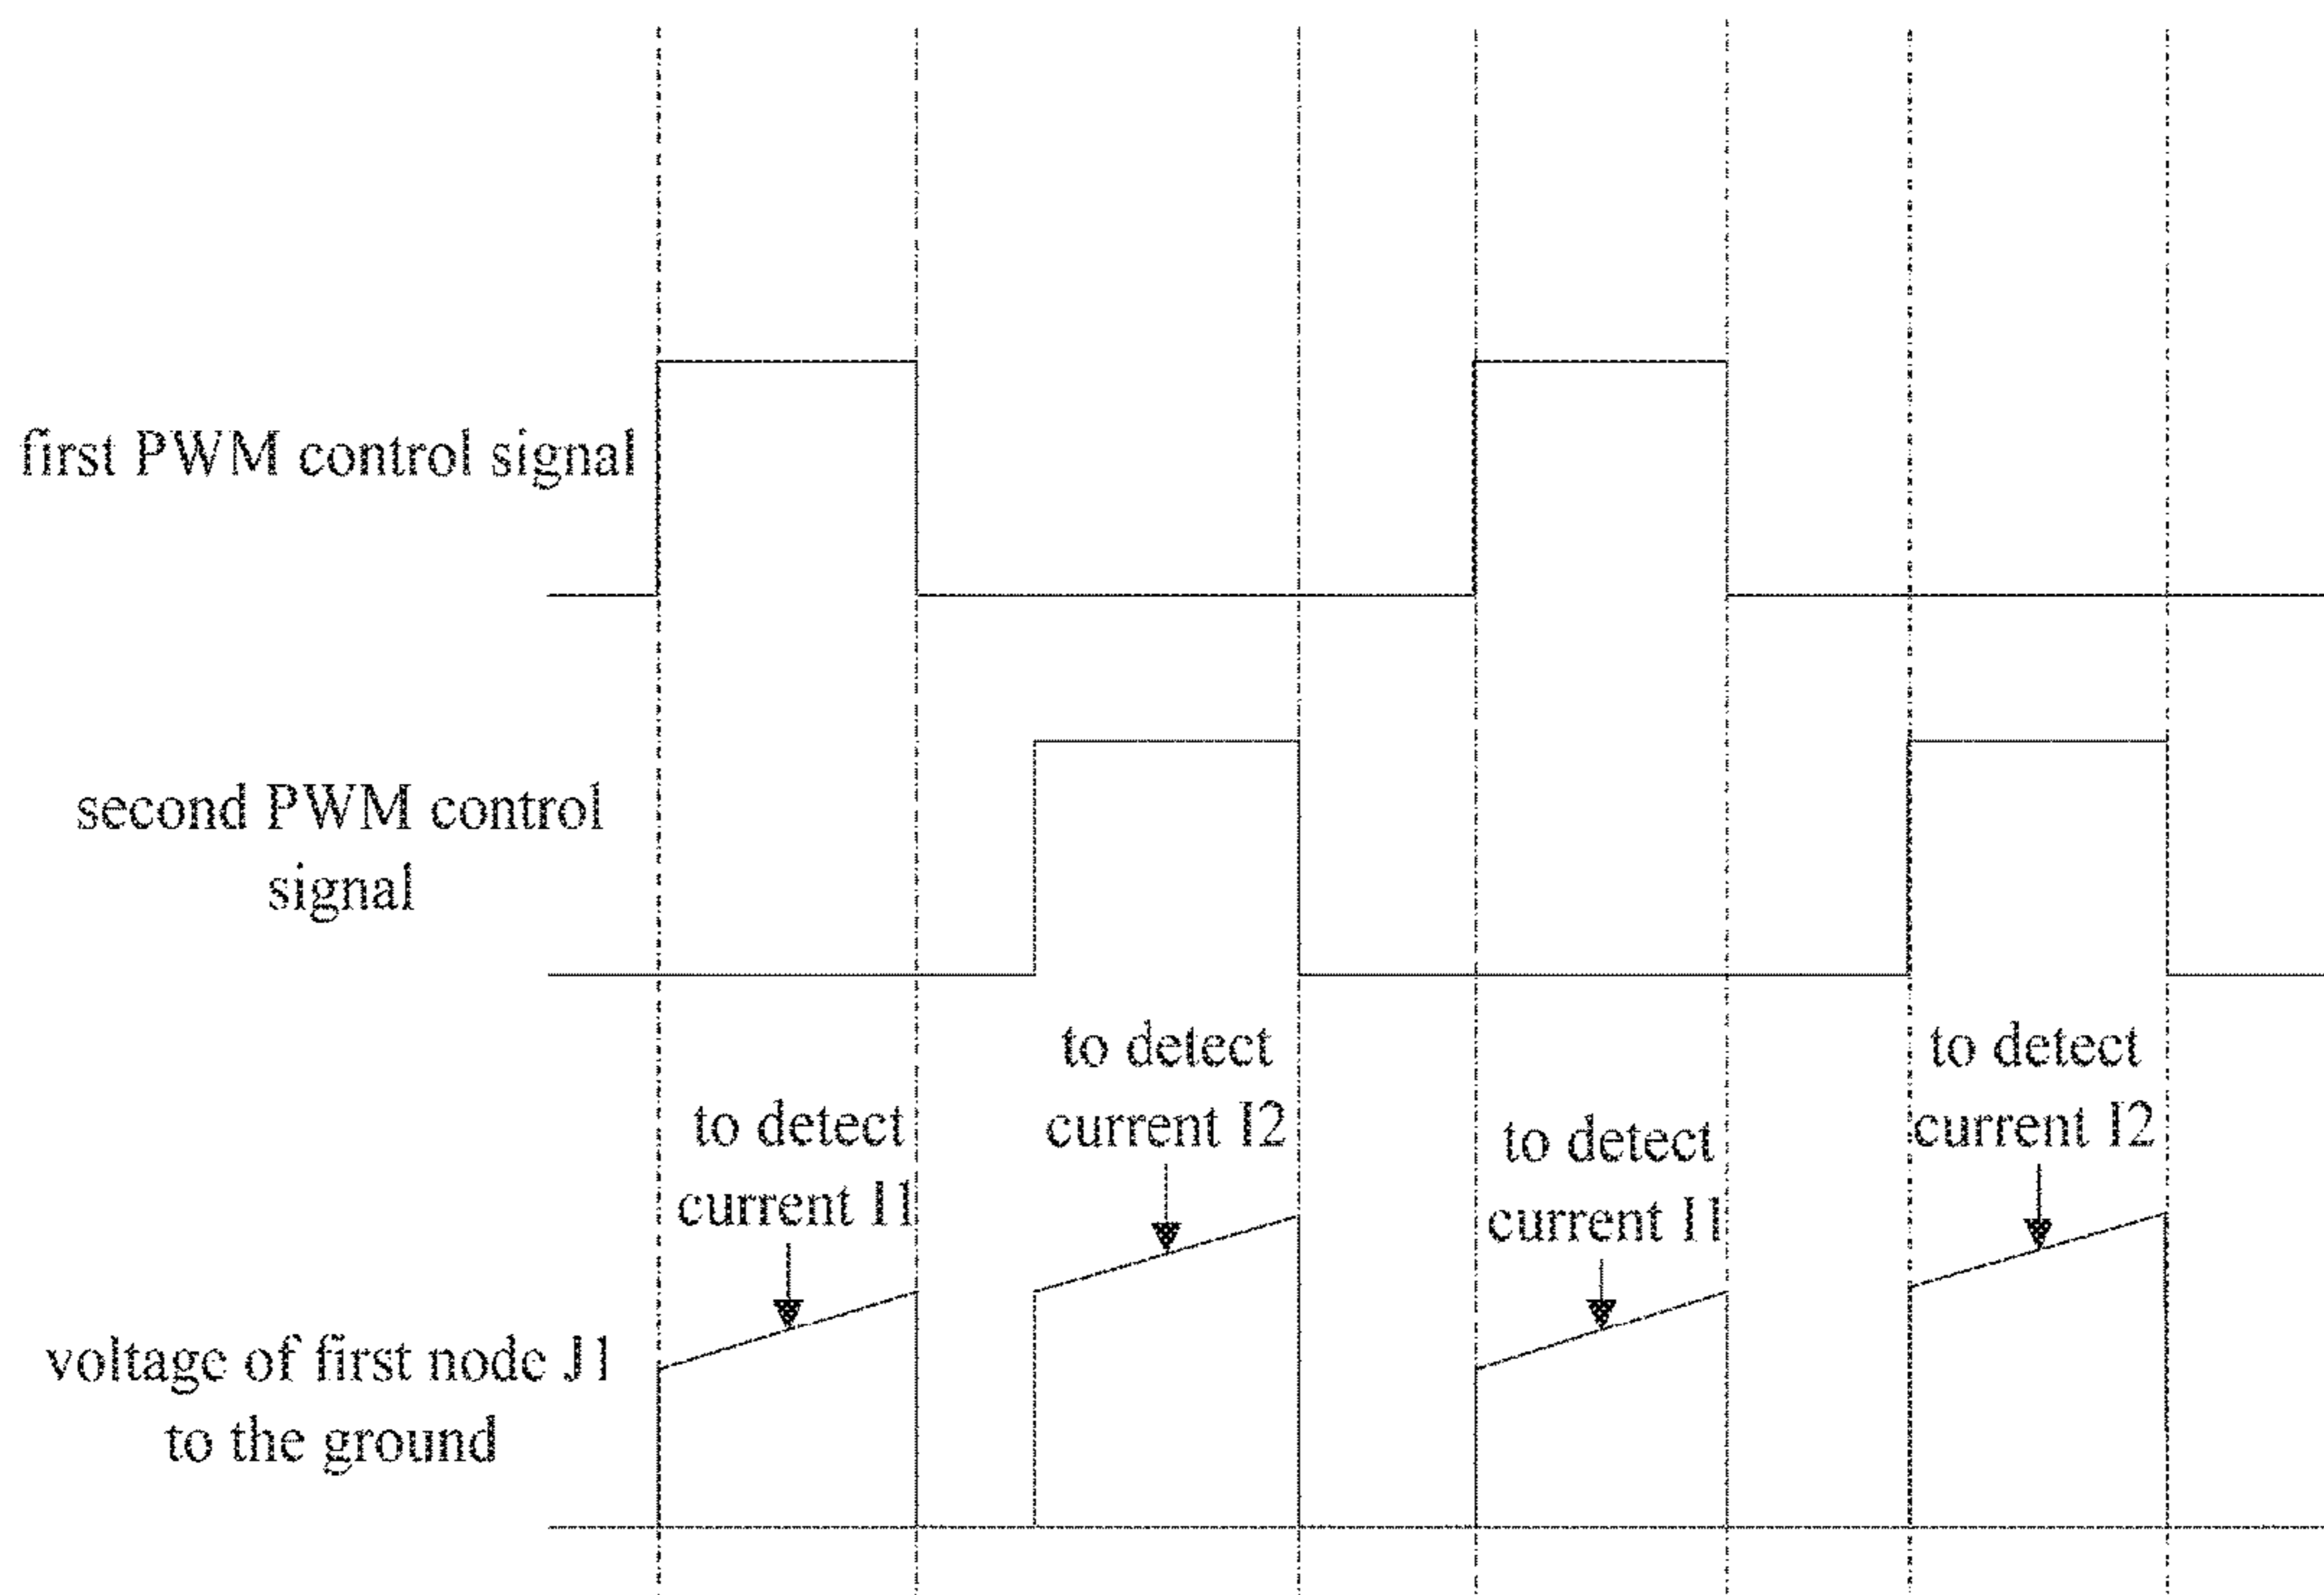 first PWM control signal
second PWM control
signal
to detect
current I2
to detect
current I2
to detect
current I1
to detect
current I1
voltage of first node J1
to the ground